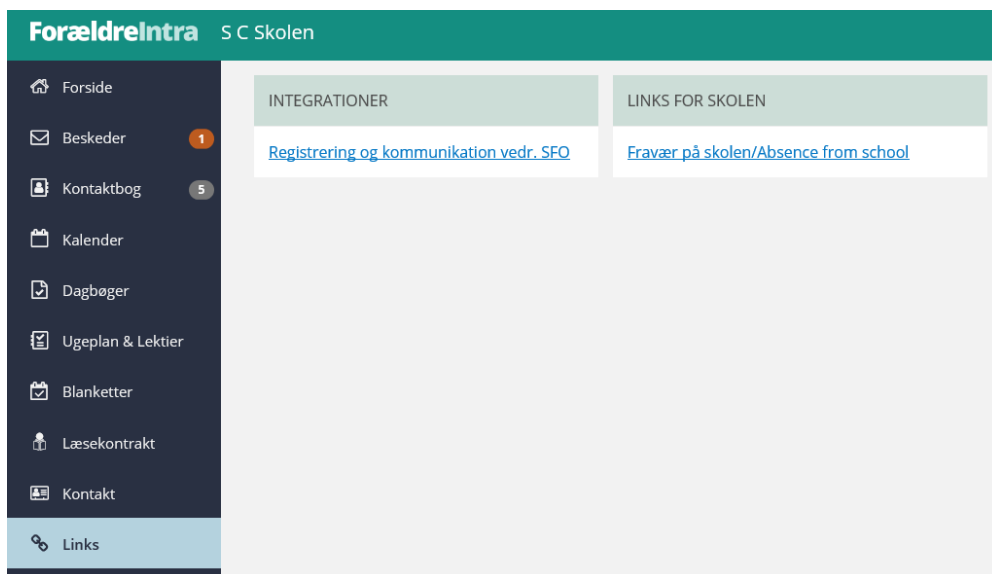 ForældreIntra S C Skolen
Forside
Beskeder 1
Kontaktbog 5
Kalender
Dagbøger
Ugeplan & Lektier
Blanketter
Læsekontrakt
Kontakt
Links
INTEGRATIONER
Registrering og kommunikation vedr. SFO
LINKS FOR SKOLEN
Fravær på skolen/Absence from school